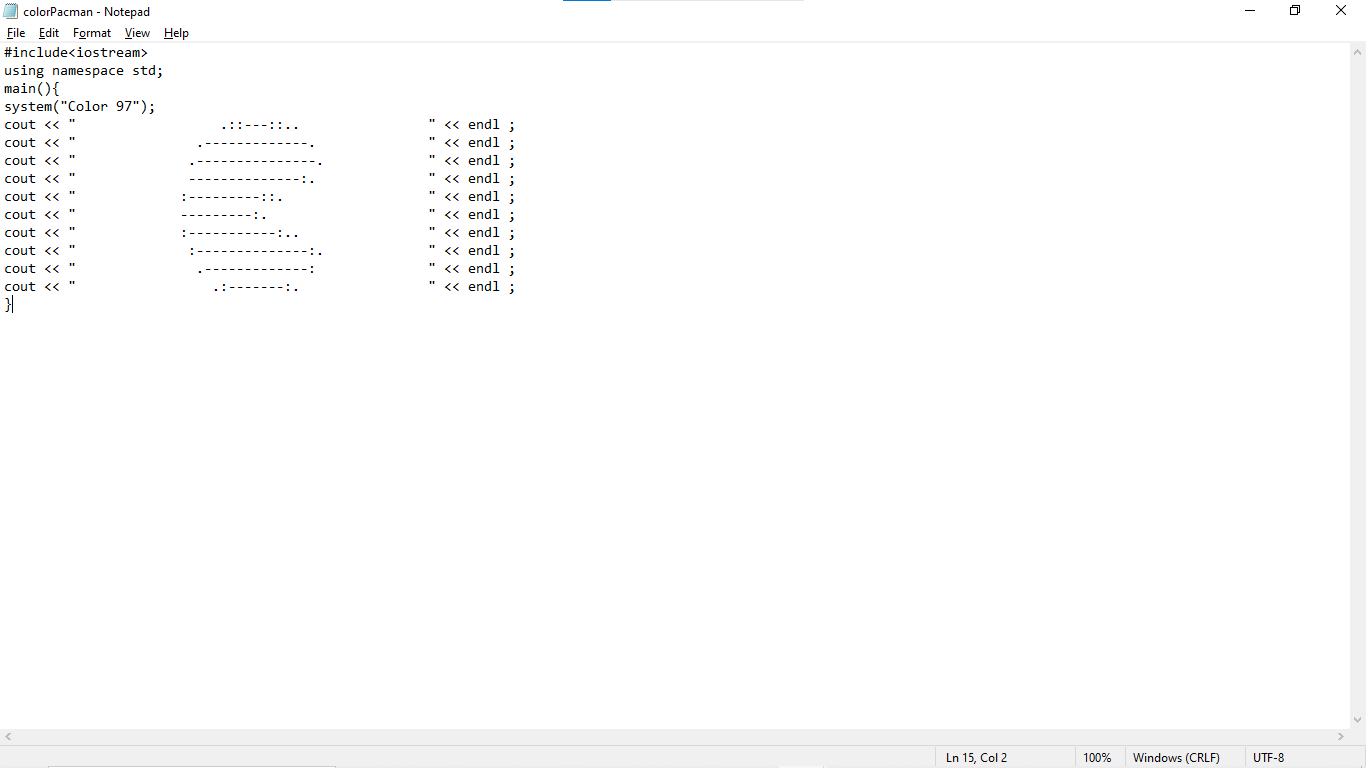 colorPacman - Notepad
File Edit Format View Help
#include<iostream>
using namespace std;
main(){
system("Color 97");
cout << "                  .::---::..                " << endl ;
cout << "               .-------------.              " << endl ;
cout << "              .---------------.             " << endl ;
cout << "              --------------:.              " << endl ;
cout << "             :---------::.                  " << endl ;
cout << "             ---------:.                    " << endl ;
cout << "             :-----------:..                " << endl ;
cout << "              :--------------:.             " << endl ;
cout << "               .-------------:              " << endl ;
cout << "                 .:-------:.                " << endl ;
}
Ln 15, Col 2 100% Windows (CRLF) UTF-8